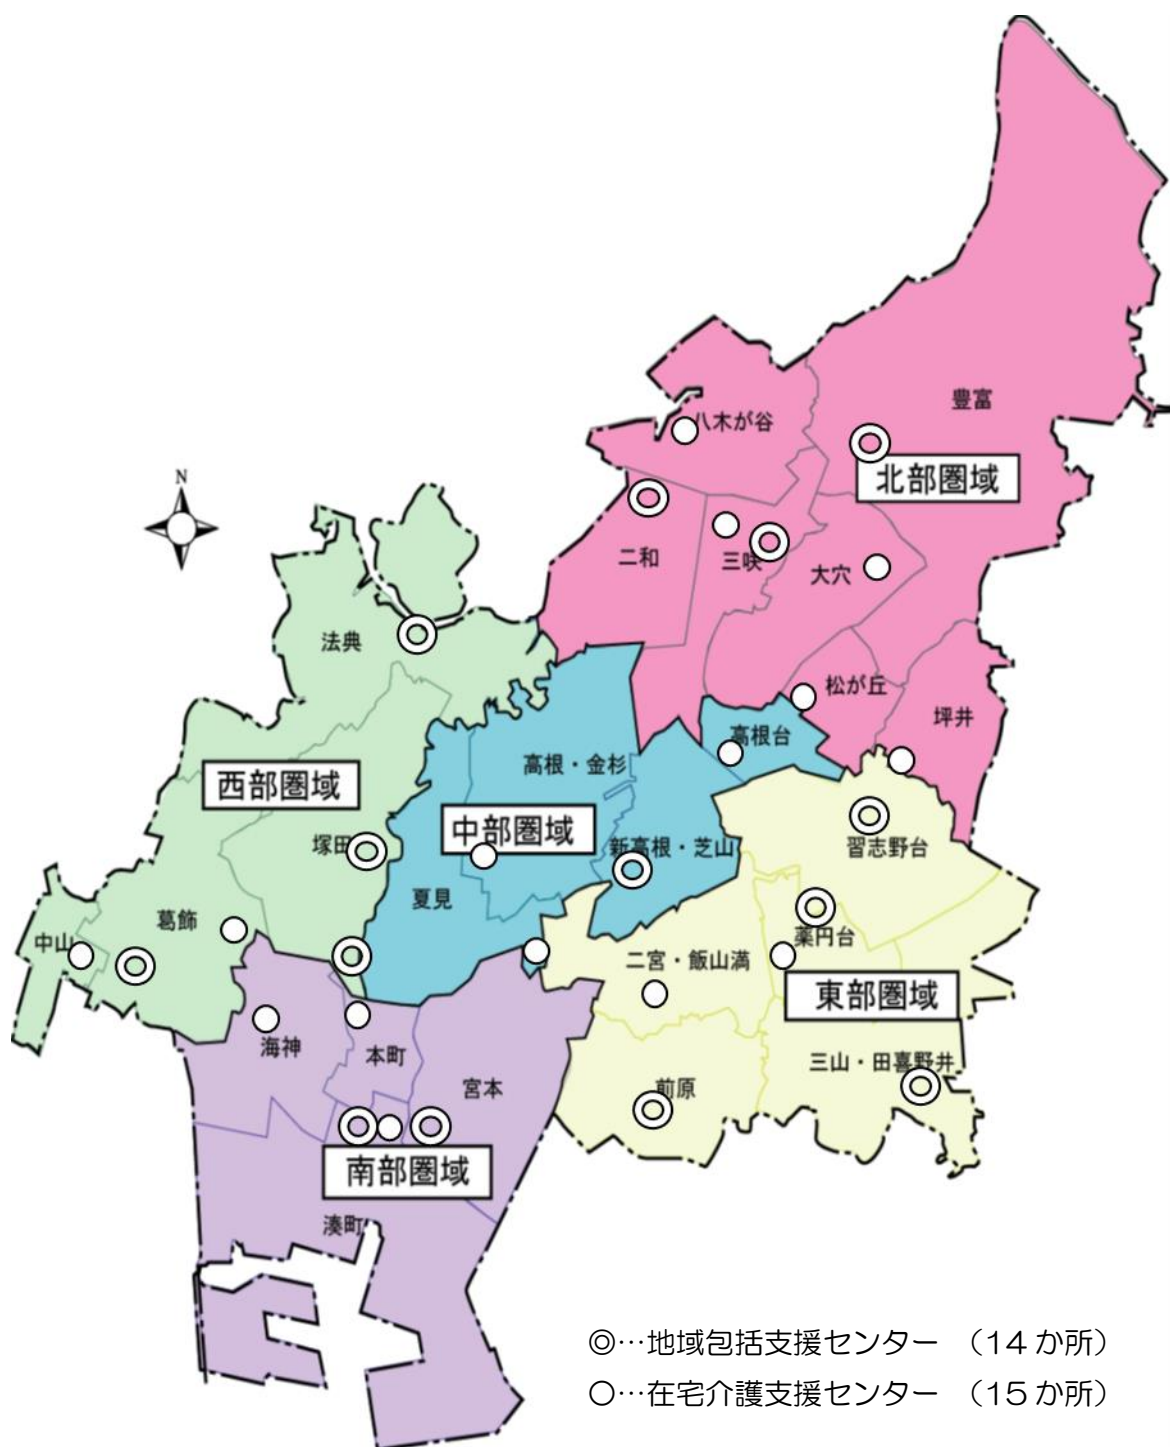 豊富
八木が谷
北部圏域
N
二和
三咲
大穴
法典
松が丘
坪井
高根台
高根・金杉
西部圏域
中部圏域
塚田
新高根・芝山
習志野台
夏見
葛飾
中山
薬円台
二宮・飯山満
東部圏域
海神
本町
三山・田喜野井
宮本
前原
南部圏域
湊町
◎…地域包括支援センター （14 か所）
○…在宅介護支援センター （15 か所）